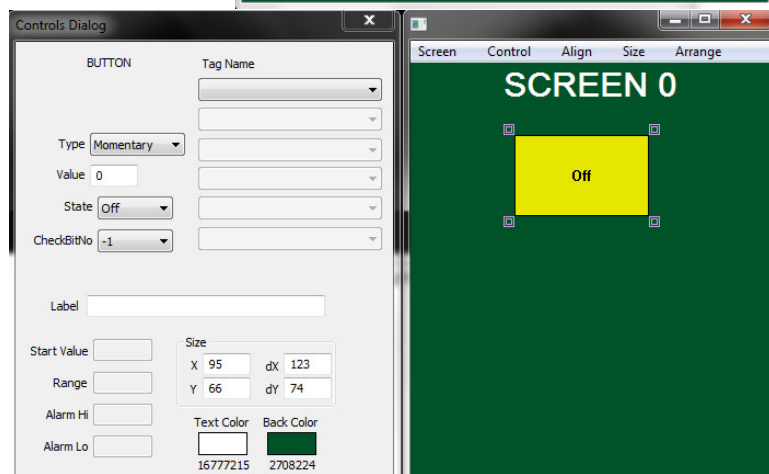 Controls Dialog
BUTTON
Tag Name
Type
Momentary
Value
0
State
Off
CheckBitNo
-1
Label
Start Value
Range
Alarm Hi
Alarm Lo
Size
X 95 dX 123
Y 66 dY 74
Text Color Back Color
16777215 2708224
Screen Control Align Size Arrange
SCREEN 0
Off